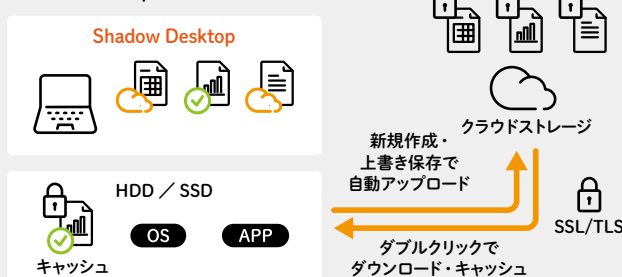 Shadow Desktop
クラウドストレージ
新規作成・
上書き保存で
自動アップロード
HDD ／ SSD
OS
APP
キャッシュ
SSL/TLS
ダブルクリックで
ダウンロード・キャッシュ